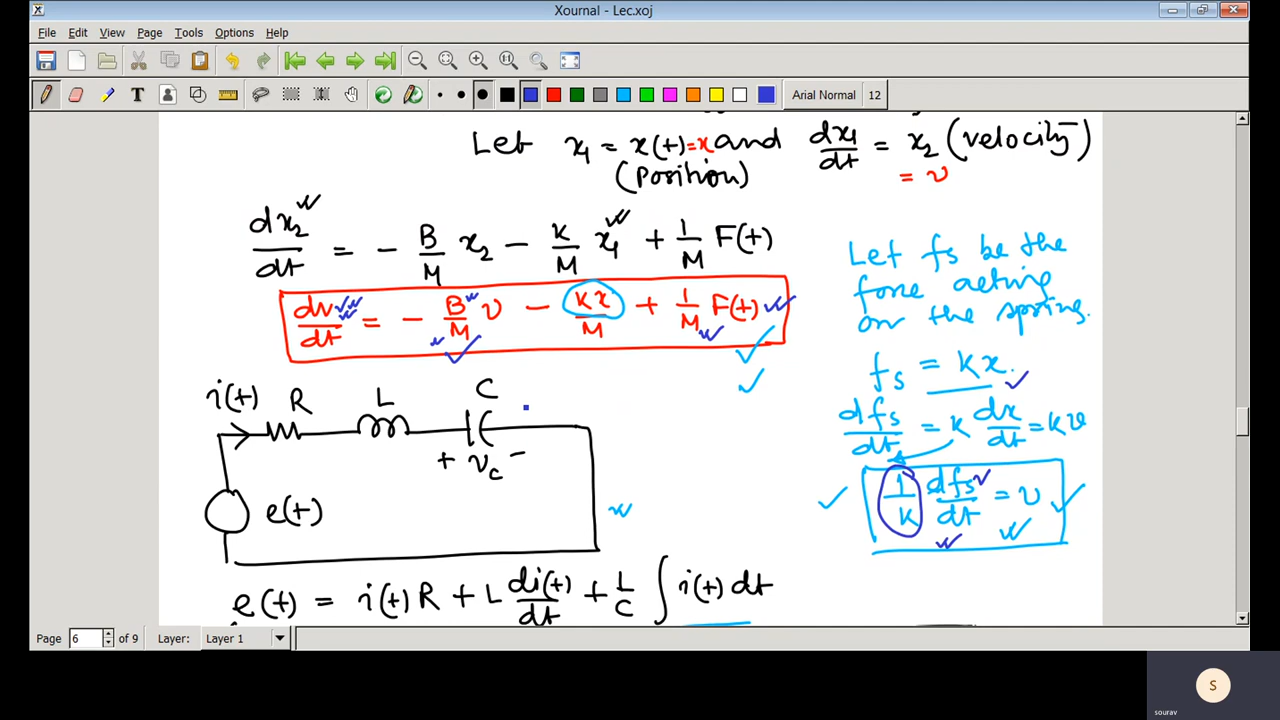 Xournal - Lec.xoj
File Edit View Page Tools Options Help
Arial Normal 12
Let x₁ = x(t)=x and dx₁/dt = x₂ (velocity)
(Position) = v
dx₂/dt = - B/M x₂ - K/M x₁ + 1/M F(t)
dv/dt = - B/M v - Kx/M + 1/M F(t)
Let fs be the
force acting
on the spring.
fs = Kx.
dfs/dt = K dx/dt = Kv
1/K dfs/dt = v
i(t) R L C
+ vc -
e(t)
e(t) = i(t)R + L di(t)/dt + 1/C ∫ i(t) dt
Page 6 of 9 Layer: Layer 1
S
sourav